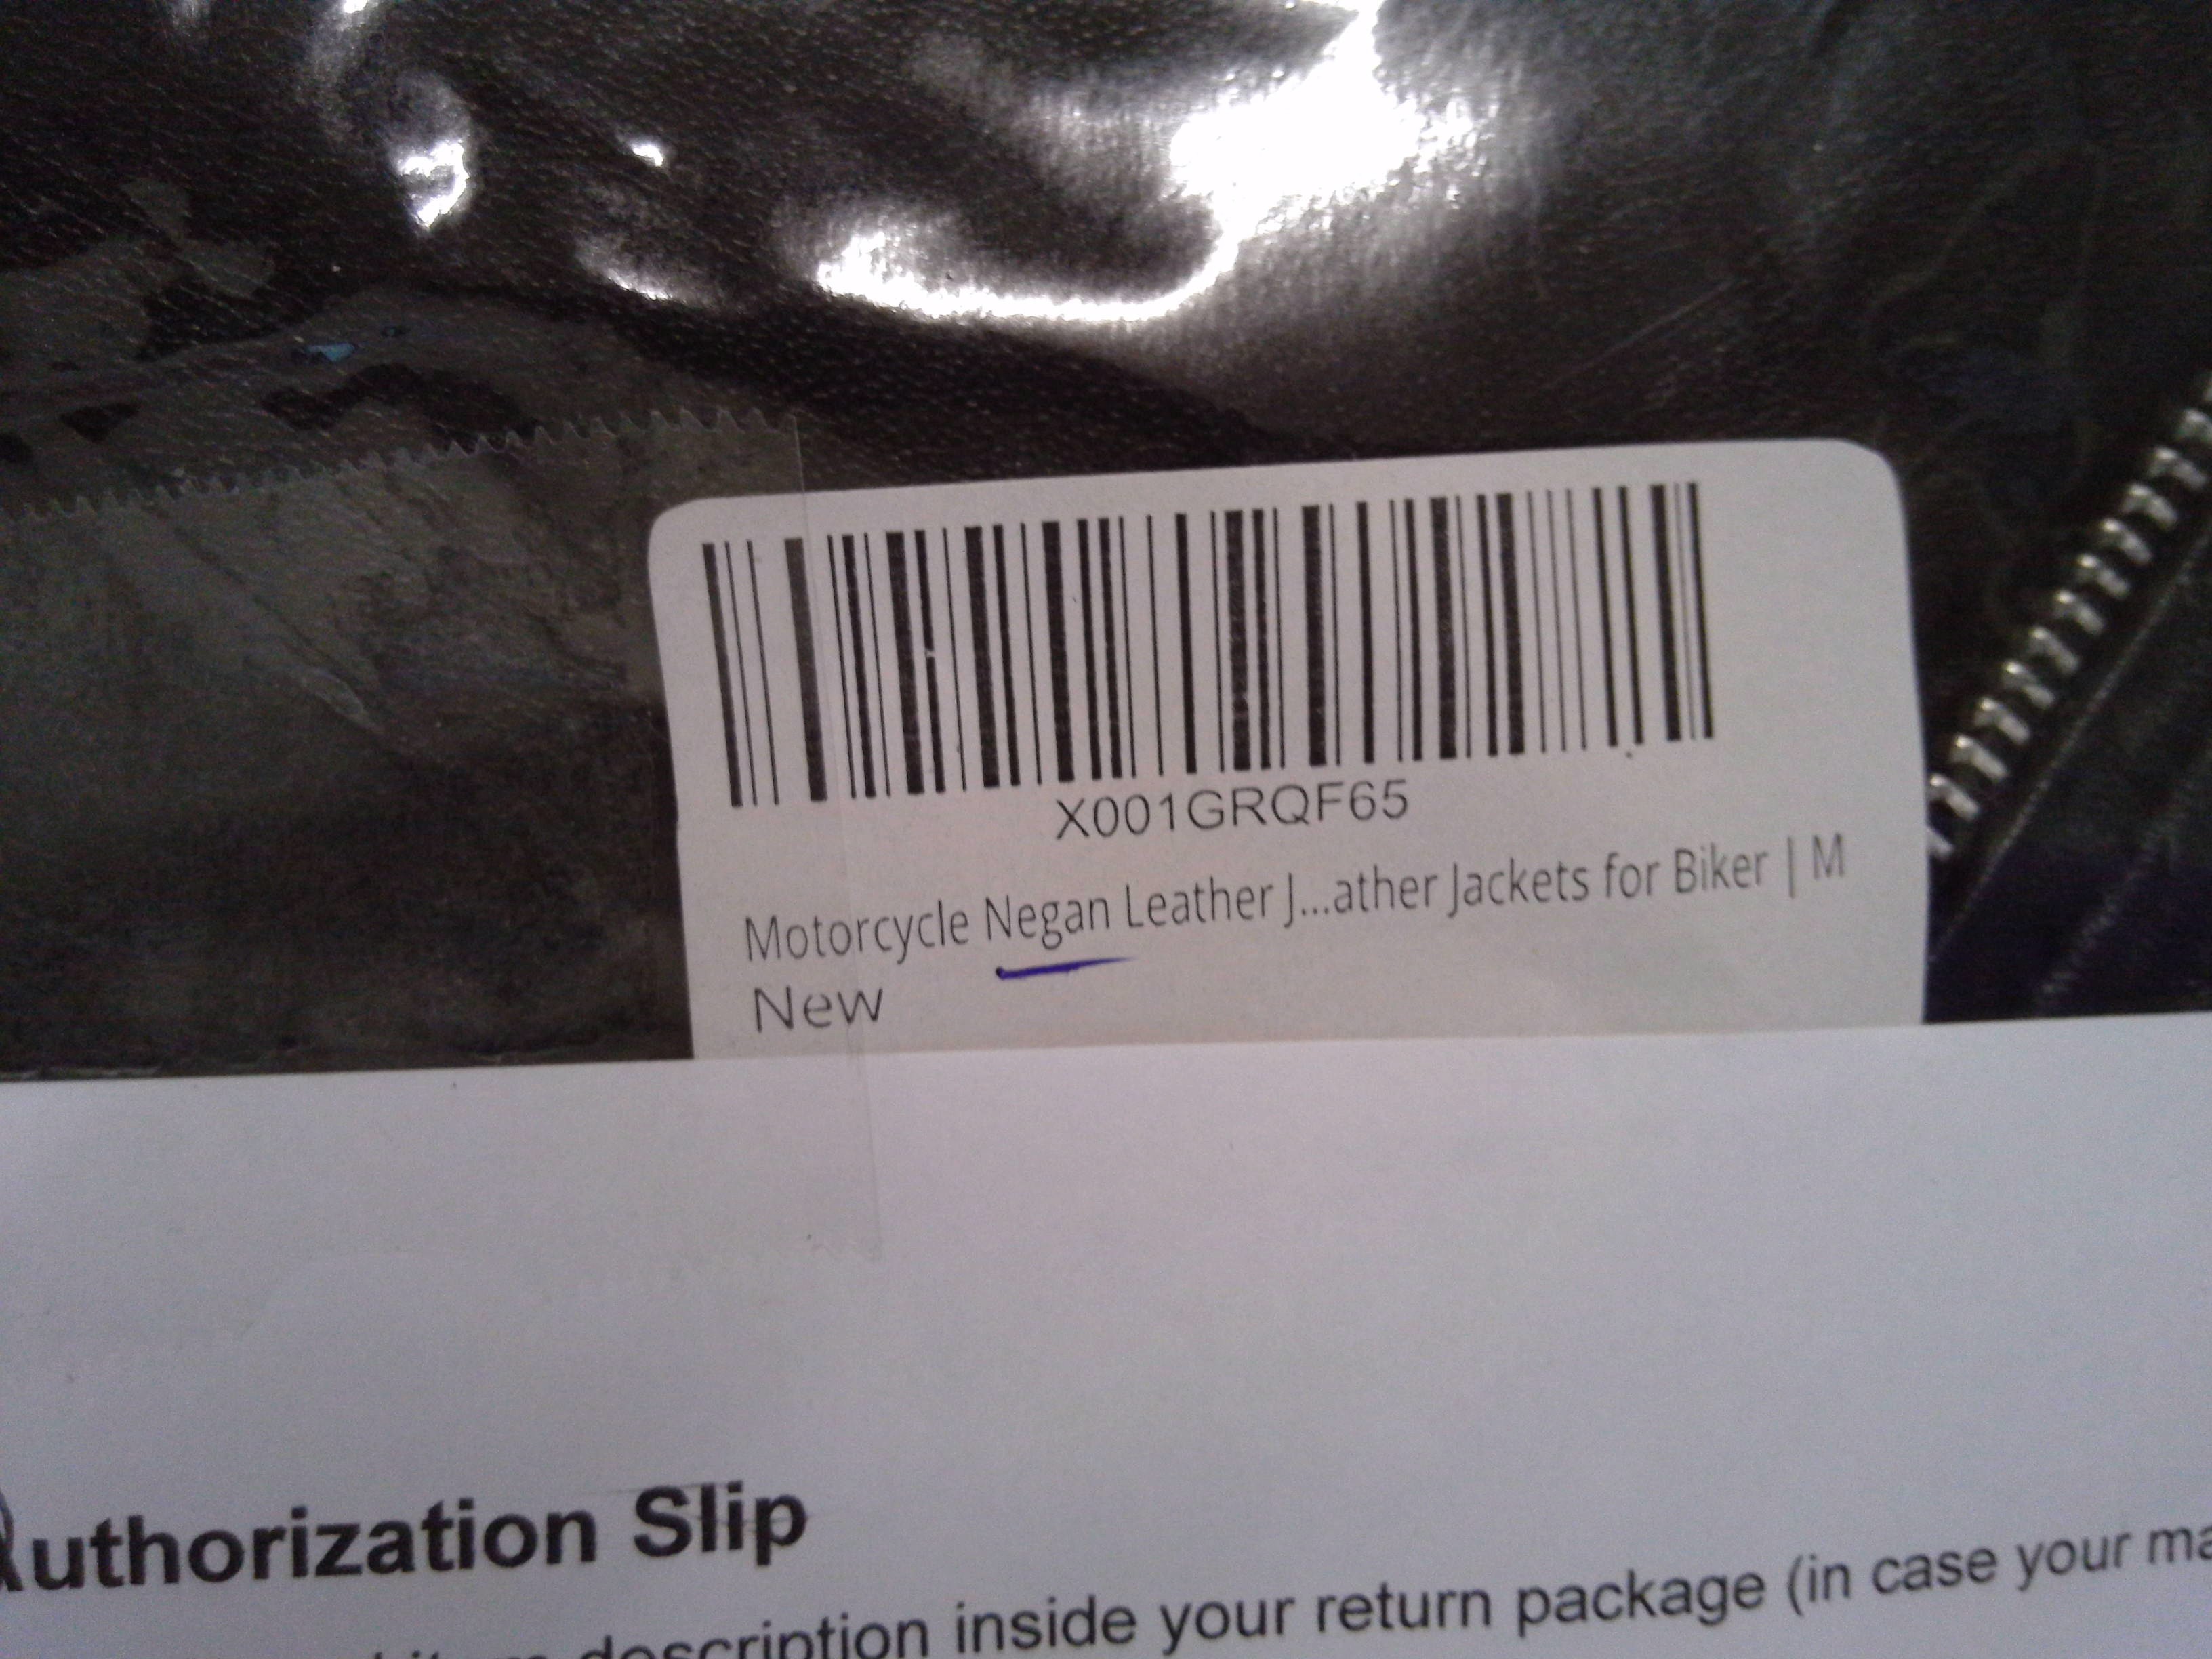 X001GRQF65
Motorcycle Negan Leather J...ather Jackets for Biker | M
New
uthorization Slip
description inside your return package (in case your ma